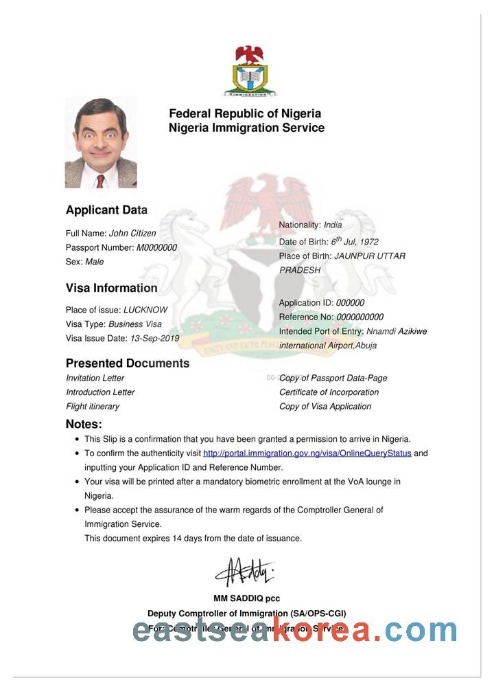 Federal Republic of Nigeria
Nigeria Immigration Service
Applicant Data
Full Name: John Citizen
Passport Number: M0000000
Sex: Male
Nationality: India
Date of Birth: 6th Jul, 1972
Place of Birth: JAUNPUR UTTAR
PRADESH
Visa Information
Place of issue: LUCKNOW
Visa Type: Business Visa
Visa Issue Date: 13-Sep-2019
Application ID: 000000
Reference No: 0000000000
Intended Port of Entry: Nnamdi Azikiwe
international Airport,Abuja
Presented Documents
Invitation Letter
Introduction Letter
Flight itinerary
Copy of Passport Data-Page
Certificate of Incorporation
Copy of Visa Application
Notes:
This Slip is a confirmation that you have been granted a permission to arrive in Nigeria.
To confirm the authenticity visit http://portal.immigration.gov.ng/visa/OnlineQueryStatus and
inputting your Application ID and Reference Number.
Your visa will be printed after a mandatory biometric enrollment at the VoA lounge in
Nigeria.
Please accept the assurance of the warm regards of the Comptroller General of
Immigration Service.
This document expires 14 days from the date of issuance.
MM SADDIQ pcc
Deputy Comptroller of Immigration (SA/OPS-CGI)
For: Comptroller General of Immigration Service
eastseakorea.com